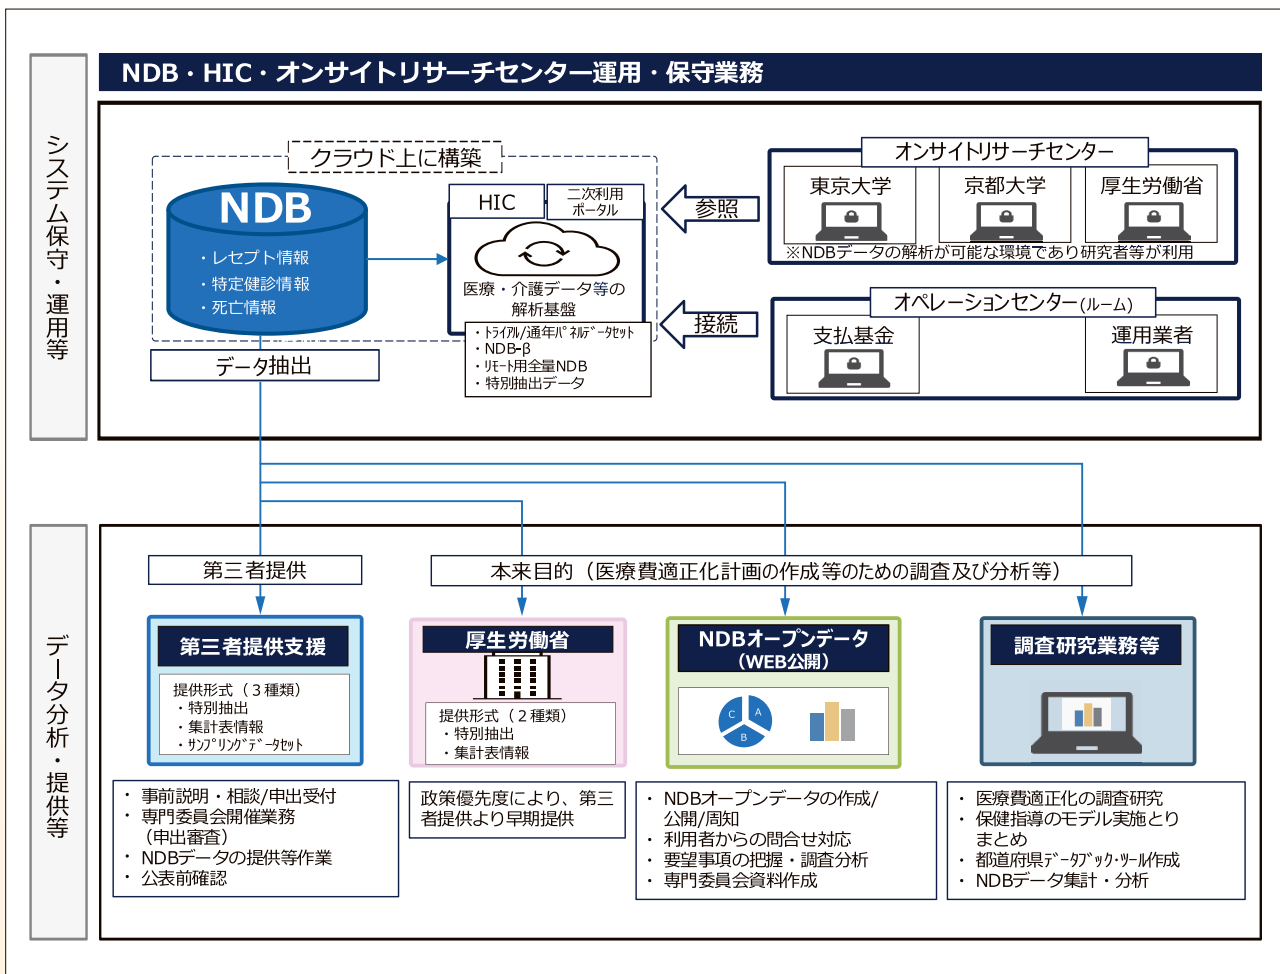 NDB・HIC・オンサイトリサーチセンター運用・保守業務
システム保守・運用等
クラウド上に構築
NDB
・レセプト情報
・特定健診情報
・死亡情報
HIC
二次利用
ポータル
医療・介護データ等の
解析基盤
・ﾄﾗｲｱﾙ/通年ﾊﾟﾈﾙﾃﾞｰﾀｾｯﾄ
・NDB-β
・ﾘﾓｰﾄ用全量NDB
・特別抽出データ
参照
接続
オンサイトリサーチセンター
東京大学
京都大学
厚生労働省
※NDBデータの解析が可能な環境であり研究者等が利用
オペレーションセンター(ルーム)
支払基金
運用業者
データ抽出
データ分析・提供等
第三者提供
本来目的（医療費適正化計画の作成等のための調査及び分析等）
第三者提供支援
提供形式（３種類）
・特別抽出
・集計表情報
・ｻﾝﾌﾟﾘﾝｸﾞﾃﾞｰﾀｾｯﾄ
・ 事前説明・相談/申出受付
・ 専門委員会開催業務
（申出審査）
・ NDBデータの提供等作業
・ 公表前確認
厚生労働省
提供形式（２種類）
・特別抽出
・集計表情報
政策優先度により、第三
者提供より早期提供
NDBオープンデータ
（WEB公開）
C
A
B
・ NDBオープンデータの作成/
公開/周知
・ 利用者からの問合せ対応
・ 要望事項の把握・調査分析
・ 専門委員会資料作成
調査研究業務等
・ 医療費適正化の調査研究
・ 保健指導のモデル実施とり
まとめ
・ 都道府県ﾃﾞｰﾀﾌﾞｯｸ・ﾂｰﾙ作成
・ NDBデータ集計・分析